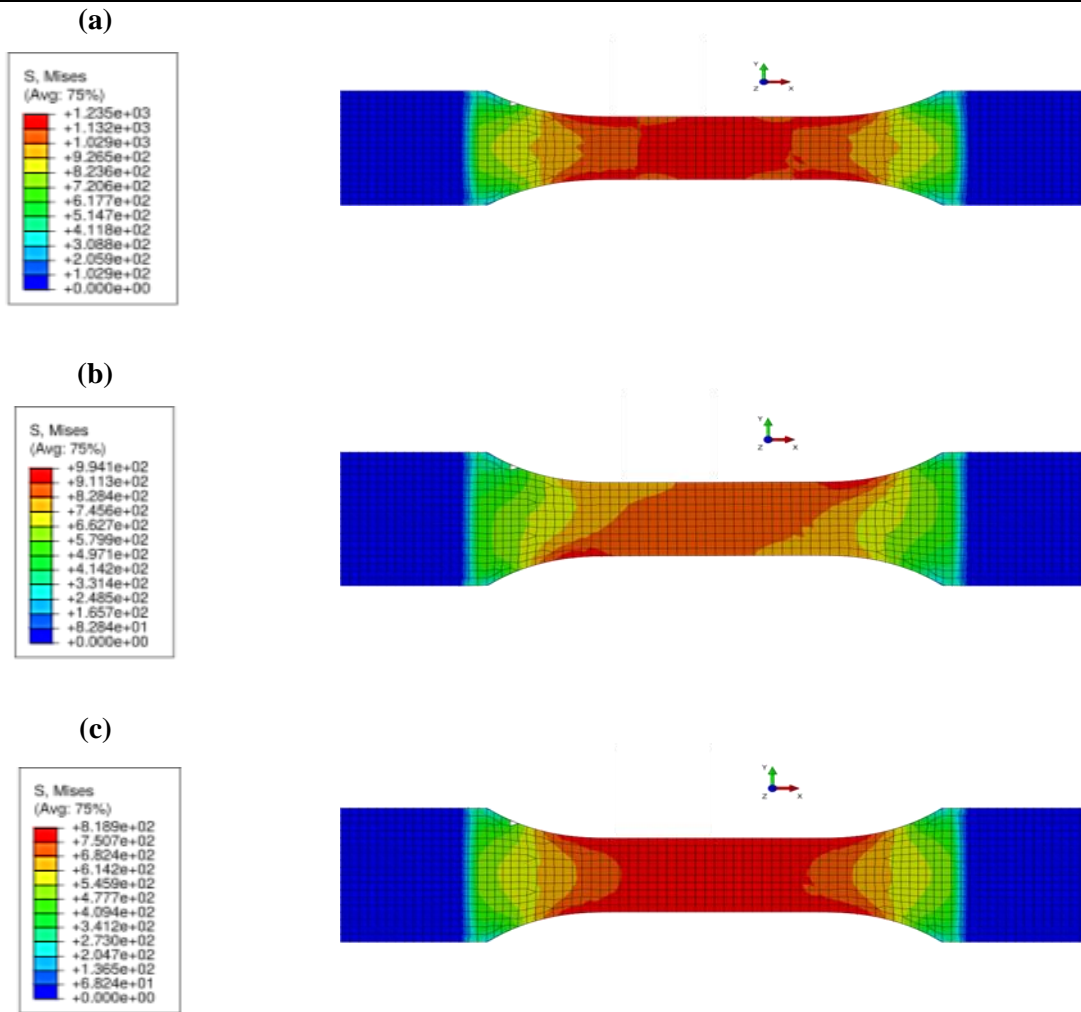 (a)
S, Mises
(Avg: 75%)
+1.235e+03
+1.132e+03
+1.029e+03
+9.265e+02
+8.236e+02
+7.206e+02
+6.177e+02
+5.147e+02
+4.118e+02
+3.088e+02
+2.059e+02
+1.029e+02
+0.000e+00
Y
Z
X
(b)
S, Mises
(Avg: 75%)
+9.941e+02
+9.113e+02
+8.284e+02
+7.456e+02
+6.627e+02
+5.799e+02
+4.971e+02
+4.142e+02
+3.314e+02
+2.485e+02
+1.657e+02
+8.284e+01
+0.000e+00
Y
Z
X
(c)
S, Mises
(Avg: 75%)
+8.189e+02
+7.507e+02
+6.824e+02
+6.142e+02
+5.459e+02
+4.777e+02
+4.094e+02
+3.412e+02
+2.730e+02
+2.047e+02
+1.365e+02
+6.824e+01
+0.000e+00
Y
Z
X